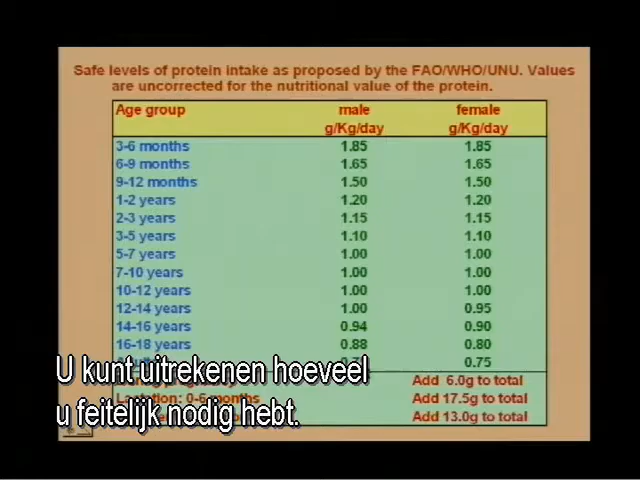 Safe levels of protein intake as proposed by the FAO/WHO/UNU. Values
are uncorrected for the nutritional value of the protein.
Age group male female
g/Kg/day g/Kg/day
3-6 months 1.85 1.85
6-9 months 1.65 1.65
9-12 months 1.50 1.50
1-2 years 1.20 1.20
2-3 years 1.15 1.15
3-5 years 1.10 1.10
5-7 years 1.00 1.00
7-10 years 1.00 1.00
10-12 years 1.00 1.00
12-14 years 1.00 0.95
14-16 years 0.94 0.90
16-18 years 0.88 0.80
0.75
Add 6.0g to total
Lactation: 0-6 months Add 17.5g to total
Add 13.0g to total
U kunt uitrekenen hoeveel
u feitelijk nodig hebt.